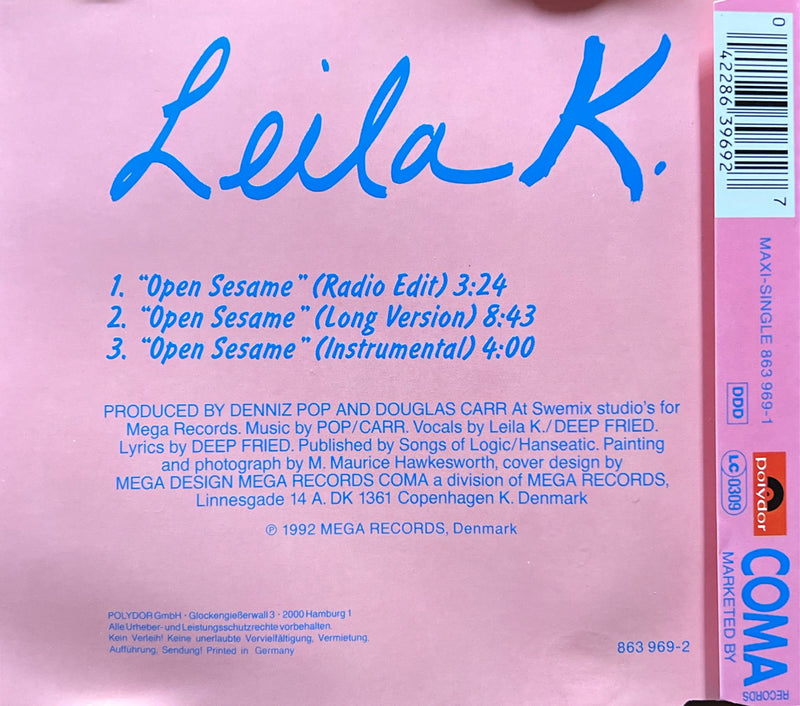 Leila K.
1. “Open Sesame” (Radio Edit) 3:24
2. “Open Sesame” (Long Version) 8:43
3. “Open Sesame” (Instrumental) 4:00
PRODUCED BY DENNIZ POP AND DOUGLAS CARR At Swemix studio's for
Mega Records. Music by POP/CARR. Vocals by Leila K./DEEP FRIED.
Lyrics by DEEP FRIED. Published by Songs of Logic/Hanseatic. Painting
and photograph by M. Maurice Hawkesworth, cover design by
MEGA DESIGN MEGA RECORDS COMA a division of MEGA RECORDS,
Linnesgade 14 A. DK 1361 Copenhagen K. Denmark
℗ 1992 MEGA RECORDS, Denmark
POLYDOR GmbH · Glockengießerwall 3 · 2000 Hamburg 1
Alle Urheber- und Leistungsschutzrechte vorbehalten.
Kein Verleih! Keine unerlaubte Vervielfältigung, Vermietung,
Aufführung, Sendung! Printed in Germany
863 969-2
0 42286 39692 7
MAXI-SINGLE 863 969-1
DDD
LC 0309
polydor
MARKETED BY
COMA
RECORDS